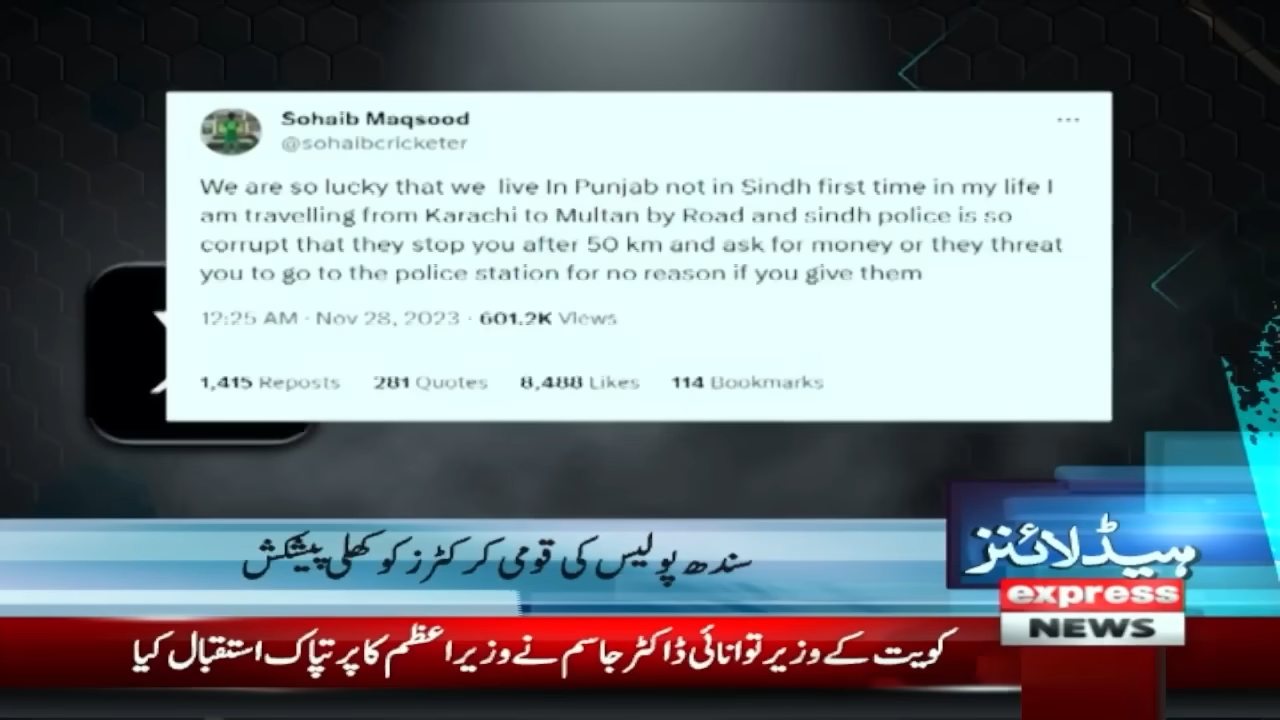 Sohaib Maqsood
@sohaibcricketer
We are so lucky that we live In Punjab not in Sindh first time in my life I
am travelling from Karachi to Multan by Road and sindh police is so
corrupt that they stop you after 50 km and ask for money or they threat
you to go to the police station for no reason if you give them
12:25 AM · Nov 28, 2023 · 601.2K Views
1,415 Reposts 281 Quotes 8,488 Likes 114 Bookmarks
سندھ پولیس کی قومی کرکٹرز کو کھلی پیشکش
ہیڈلائنز
express
NEWS
کویت کے وزیر توانائی ڈاکٹر جاسم نے وزیراعظم کا پرتپاک استقبال کیا